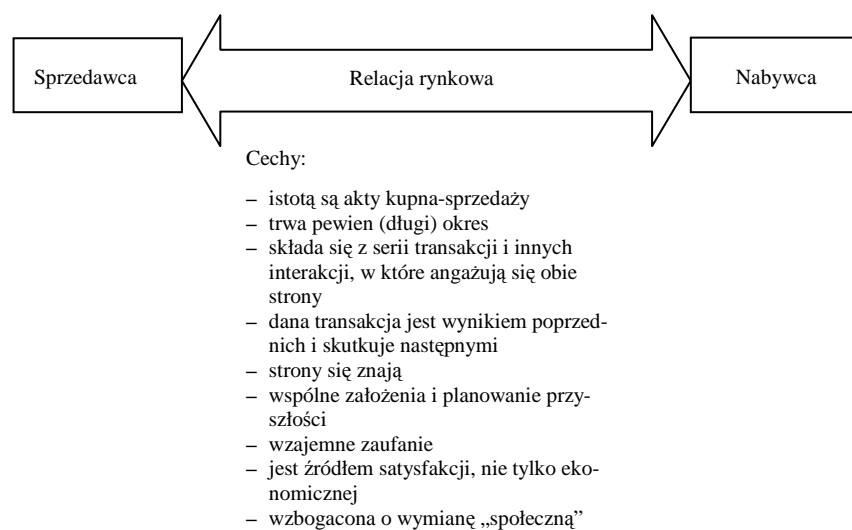 Sprzedawca
Relacja rynkowa
Nabywca
Cechy:
– istotą są akty kupna-sprzedaży
– trwa pewien (długi) okres
– składa się z serii transakcji i innych
interakcji, w które angażują się obie
strony
– dana transakcja jest wynikiem poprzed-
nich i skutkuje następnymi
– strony się znają
– wspólne założenia i planowanie przy-
szłości
– wzajemne zaufanie
– jest źródłem satysfakcji, nie tylko eko-
nomicznej
– wzbogacona o wymianę „społeczną”